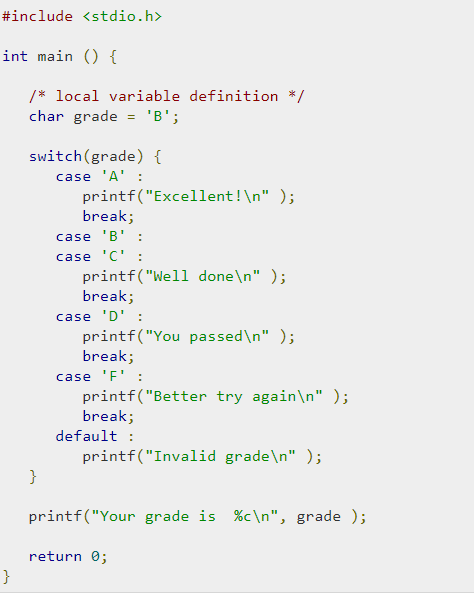 #include <stdio.h>
int main () {
/* local variable definition */
char grade = 'B';
switch(grade) {
case 'A' :
printf("Excellent!\n" );
break;
case 'B' :
case 'C' :
printf("Well done\n" );
break;
case 'D' :
printf("You passed\n" );
break;
case 'F' :
printf("Better try again\n" );
break;
default :
printf("Invalid grade\n" );
}
printf("Your grade is  %c\n", grade );
return 0;
}